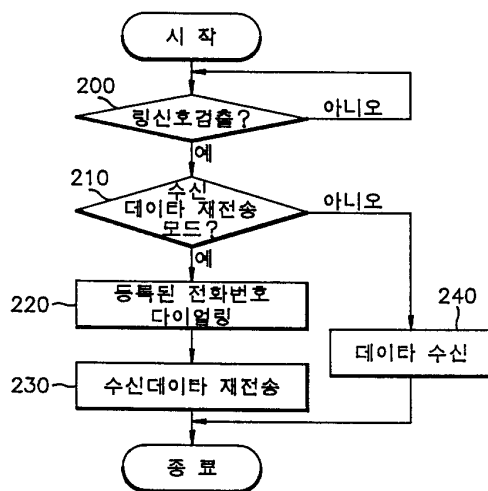 시 작
200
링신호검출?
아니오
예
210
수신
데이타 재전송
모드?
아니오
예
220
등록된 전화번호
다이얼링
240
데이타 수신
230
수신데이타 재전송
종 료